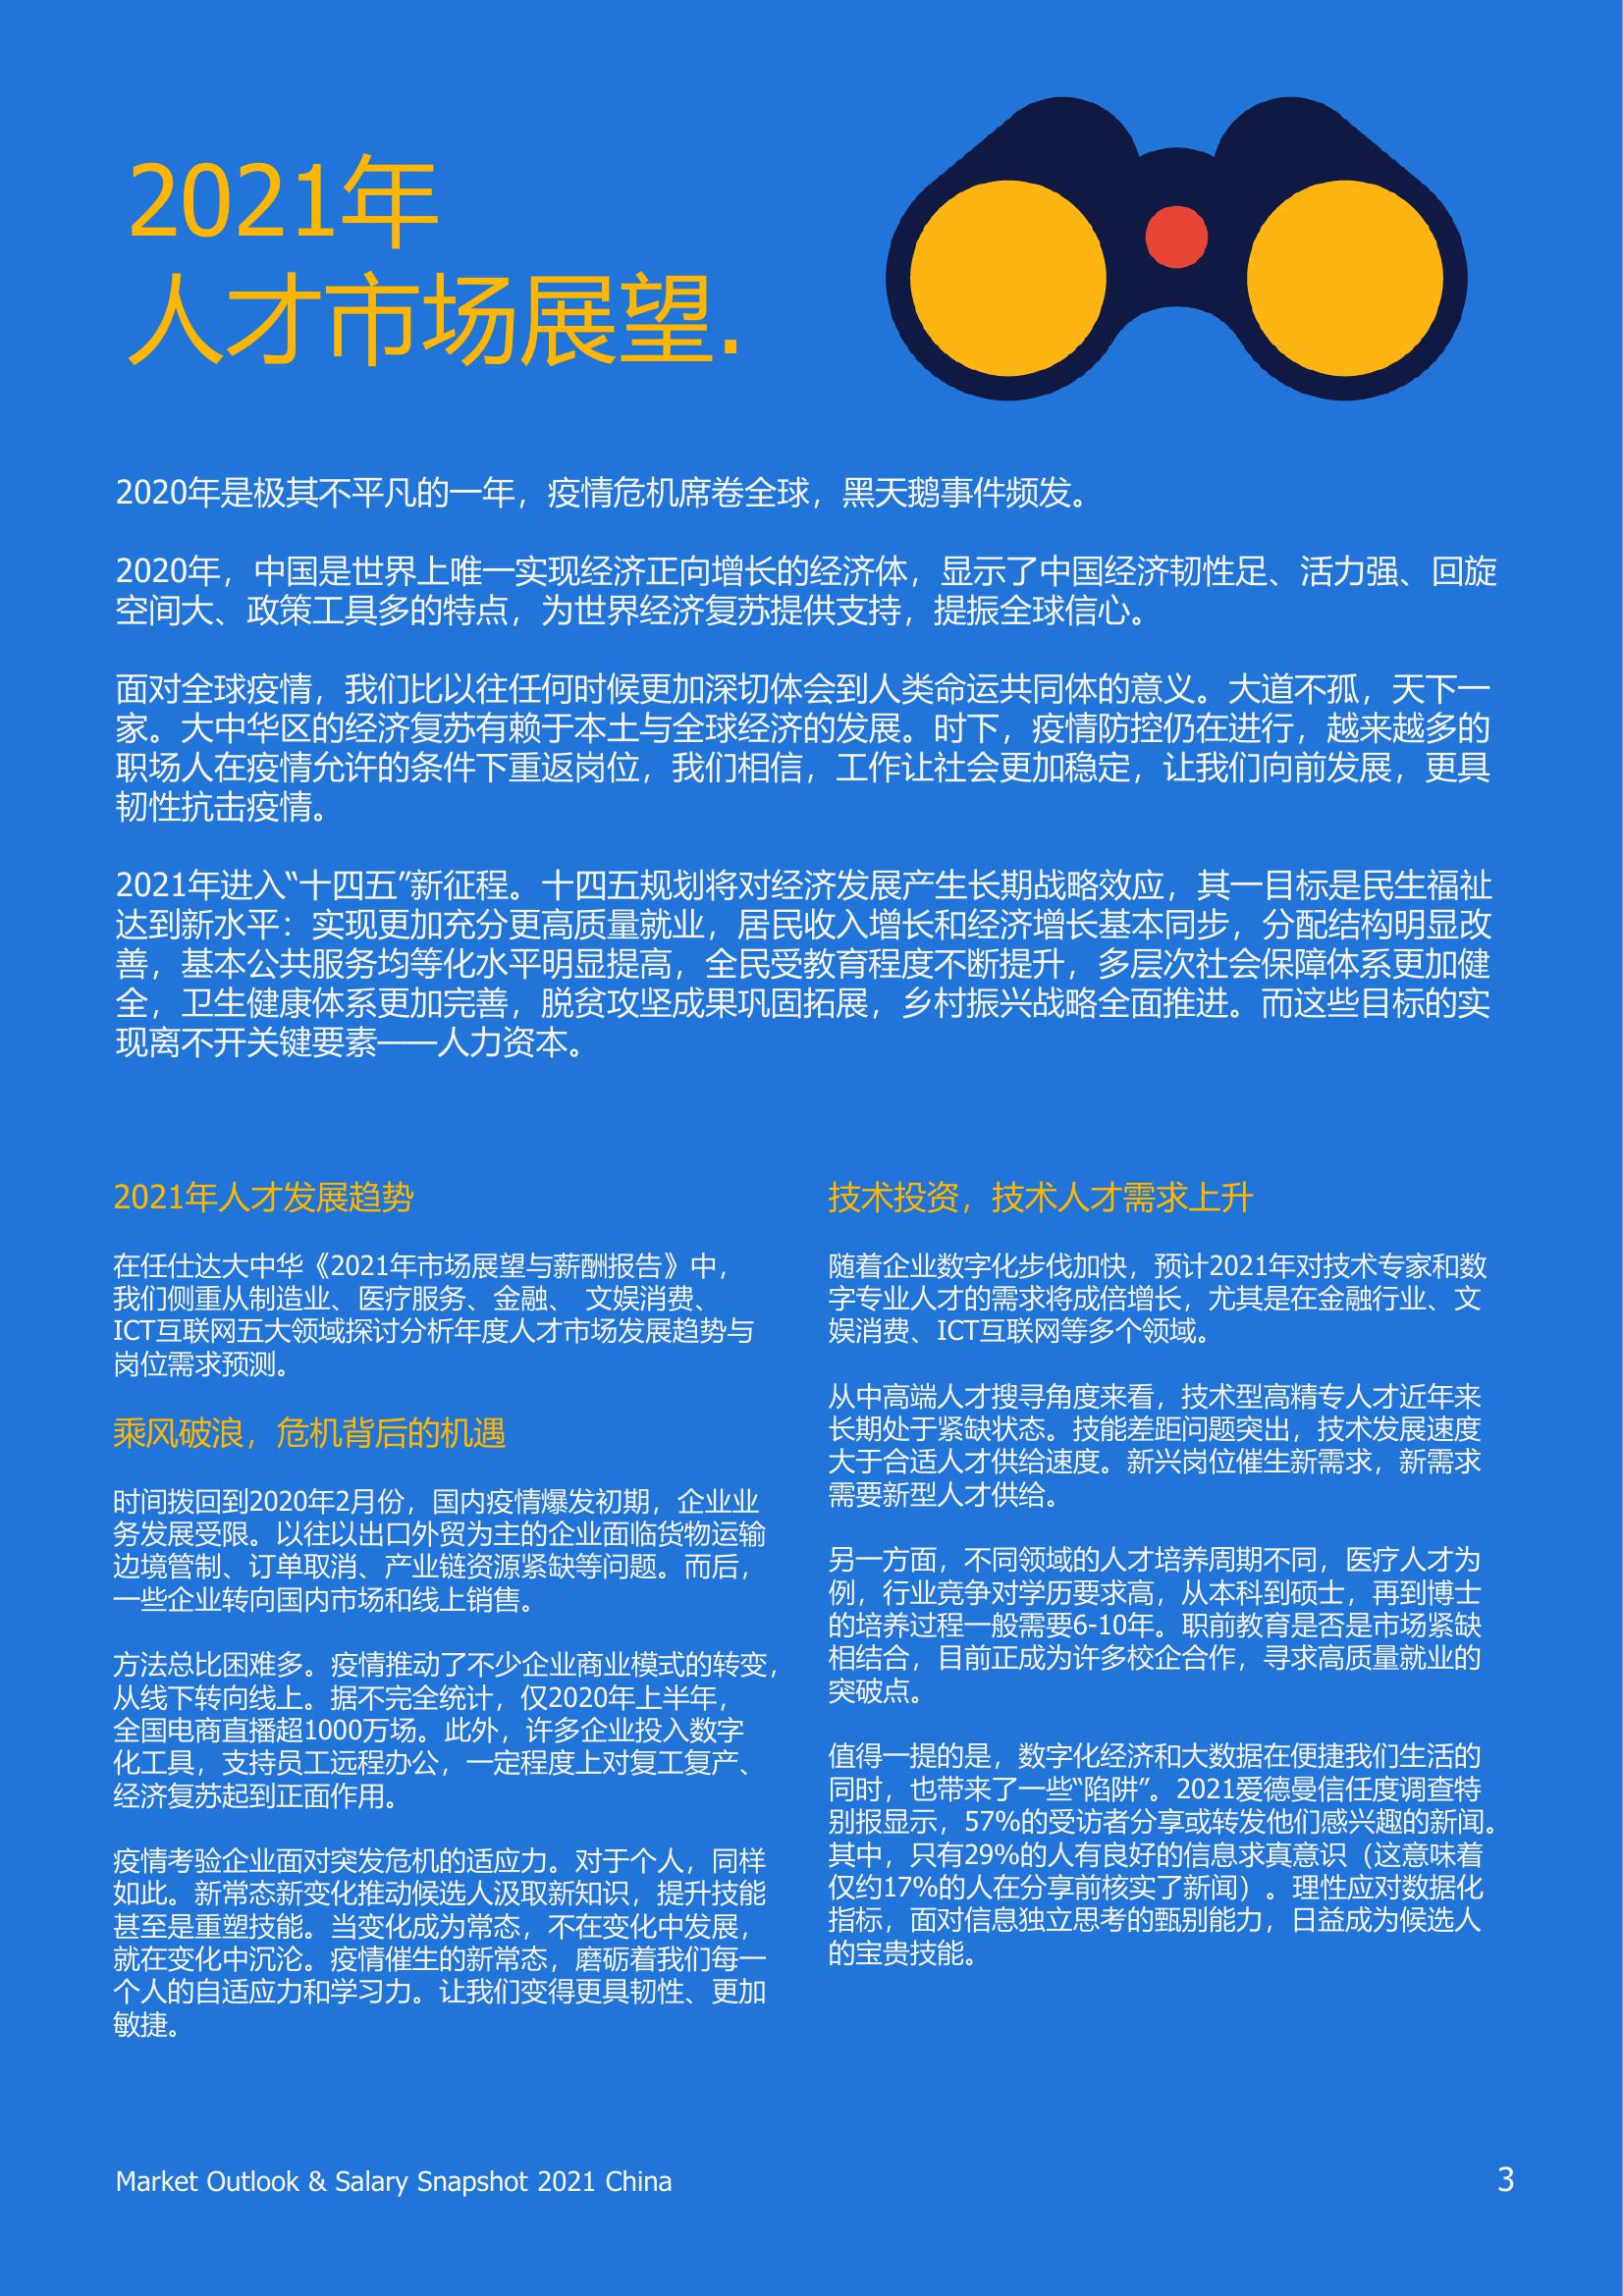 2021年
人才市场展望.
2020年是极其不平凡的一年，疫情危机席卷全球，黑天鹅事件频发。
2020年，中国是世界上唯一实现经济正向增长的经济体，显示了中国经济韧性足、活力强、回旋
空间大、政策工具多的特点，为世界经济复苏提供支持，提振全球信心。
面对全球疫情，我们比以往任何时候更加深切体会到人类命运共同体的意义。大道不孤，天下一
家。大中华区的经济复苏有赖于本土与全球经济的发展。时下，疫情防控仍在进行，越来越多的
职场人在疫情允许的条件下重返岗位，我们相信，工作让社会更加稳定，让我们向前发展，更具
韧性抗击疫情。
2021年进入“十四五”新征程。十四五规划将对经济发展产生长期战略效应，其一目标是民生福祉
达到新水平：实现更加充分更高质量就业，居民收入增长和经济增长基本同步，分配结构明显改
善，基本公共服务均等化水平明显提高，全民受教育程度不断提升，多层次社会保障体系更加健
全，卫生健康体系更加完善，脱贫攻坚成果巩固拓展，乡村振兴战略全面推进。而这些目标的实
现离不开关键要素——人力资本。
2021年人才发展趋势
在任仕达大中华《2021年市场展望与薪酬报告》中，
我们侧重从制造业、医疗服务、金融、 文娱消费、
ICT互联网五大领域探讨分析年度人才市场发展趋势与
岗位需求预测。
乘风破浪，危机背后的机遇
时间拨回到2020年2月份，国内疫情爆发初期，企业业
务发展受限。以往以出口外贸为主的企业面临货物运输
边境管制、订单取消、产业链资源紧缺等问题。而后，
一些企业转向国内市场和线上销售。
方法总比困难多。疫情推动了不少企业商业模式的转变，
从线下转向线上。据不完全统计，仅2020年上半年，
全国电商直播超1000万场。此外，许多企业投入数字
化工具，支持员工远程办公，一定程度上对复工复产、
经济复苏起到正面作用。
疫情考验企业面对突发危机的适应力。对于个人，同样
如此。新常态新变化推动候选人汲取新知识，提升技能
甚至是重塑技能。当变化成为常态，不在变化中发展，
就在变化中沉沦。疫情催生的新常态，磨砺着我们每一
个人的自适应力和学习力。让我们变得更具韧性、更加
敏捷。
技术投资，技术人才需求上升
随着企业数字化步伐加快，预计2021年对技术专家和数
字专业人才的需求将成倍增长，尤其是在金融行业、文
娱消费、ICT互联网等多个领域。
从中高端人才搜寻角度来看，技术型高精专人才近年来
长期处于紧缺状态。技能差距问题突出，技术发展速度
大于合适人才供给速度。新兴岗位催生新需求，新需求
需要新型人才供给。
另一方面，不同领域的人才培养周期不同，医疗人才为
例，行业竞争对学历要求高，从本科到硕士，再到博士
的培养过程一般需要6-10年。职前教育是否是市场紧缺
相结合，目前正成为许多校企合作，寻求高质量就业的
突破点。
值得一提的是，数字化经济和大数据在便捷我们生活的
同时，也带来了一些“陷阱”。2021爱德曼信任度调查特
别报显示，57%的受访者分享或转发他们感兴趣的新闻。
其中，只有29%的人有良好的信息求真意识（这意味着
仅约17%的人在分享前核实了新闻）。理性应对数据化
指标，面对信息独立思考的甄别能力，日益成为候选人
的宝贵技能。
Market Outlook & Salary Snapshot 2021 China
3